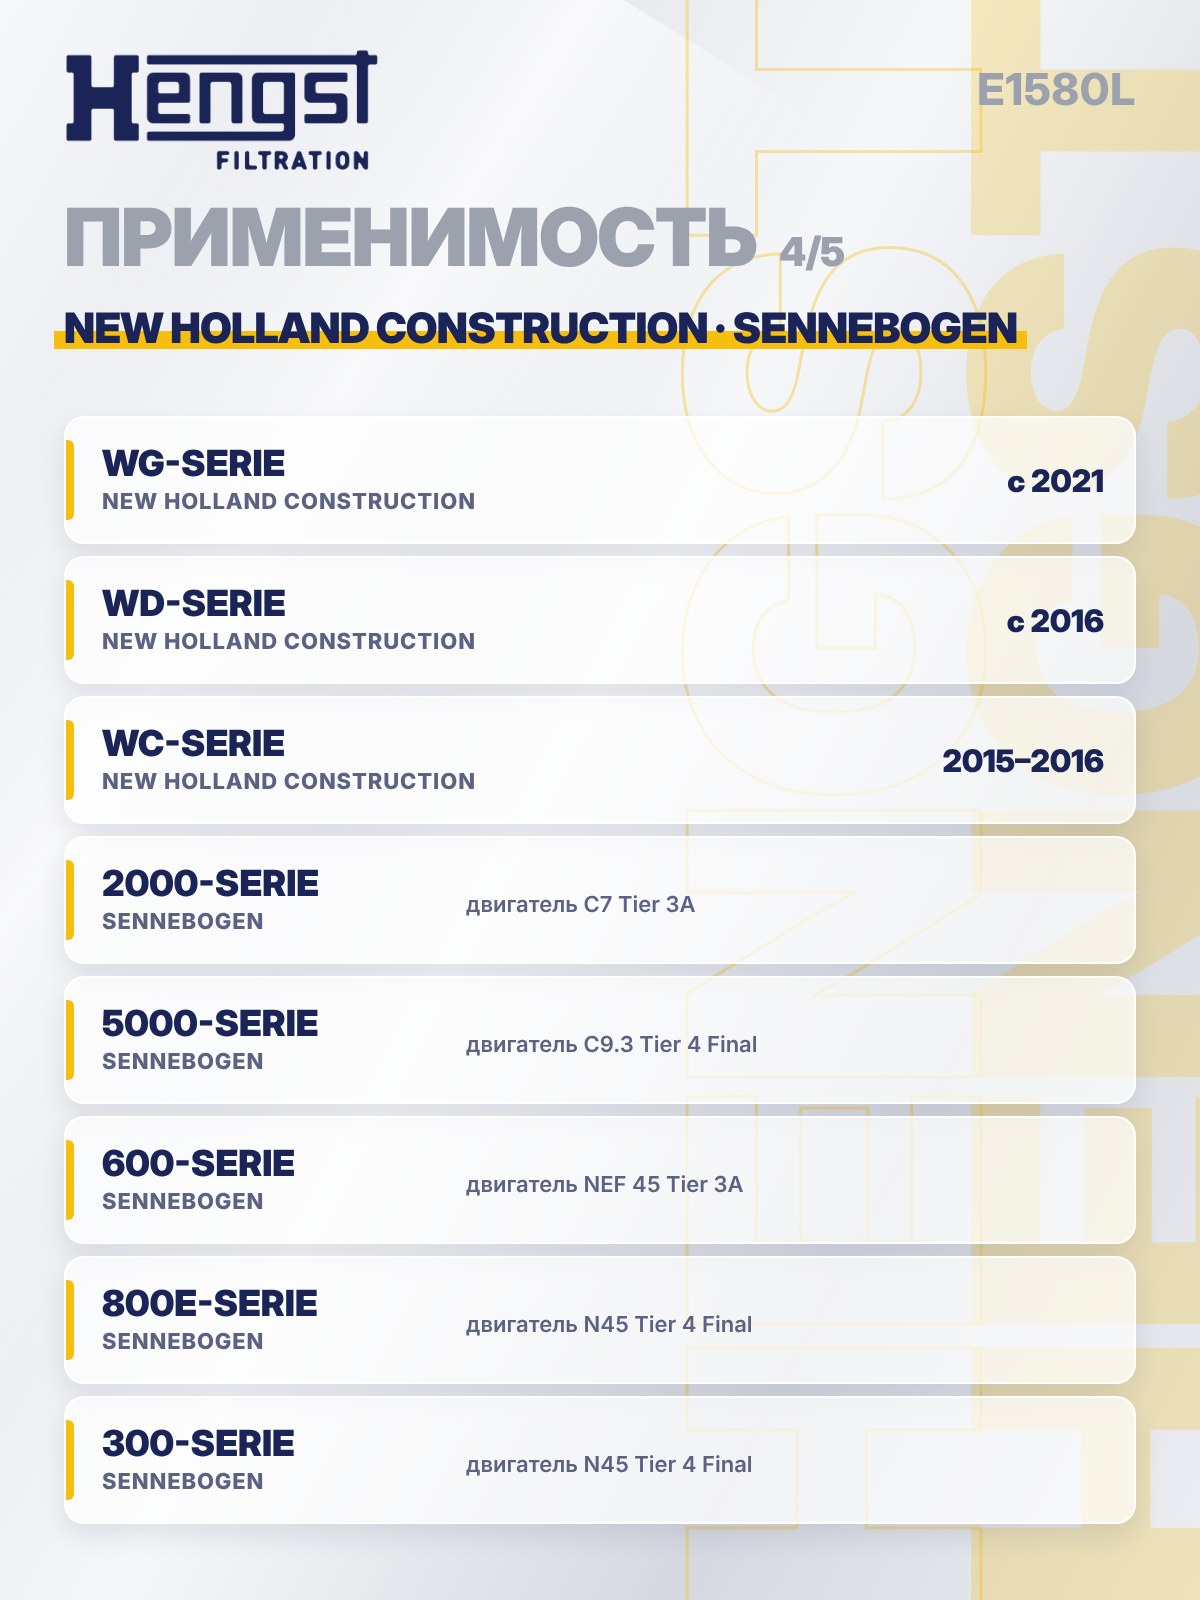 Hengst
FILTRATION
E1580L
ПРИМЕНИМОСТЬ 4/5
NEW HOLLAND CONSTRUCTION · SENNEBOGEN
WG-SERIE
NEW HOLLAND CONSTRUCTION
с 2021
WD-SERIE
NEW HOLLAND CONSTRUCTION
с 2016
WC-SERIE
NEW HOLLAND CONSTRUCTION
2015–2016
2000-SERIE
SENNEBOGEN
двигатель C7 Tier 3A
5000-SERIE
SENNEBOGEN
двигатель C9.3 Tier 4 Final
600-SERIE
SENNEBOGEN
двигатель NEF 45 Tier 3A
800E-SERIE
SENNEBOGEN
двигатель N45 Tier 4 Final
300-SERIE
SENNEBOGEN
двигатель N45 Tier 4 Final
HENGST
HENGST